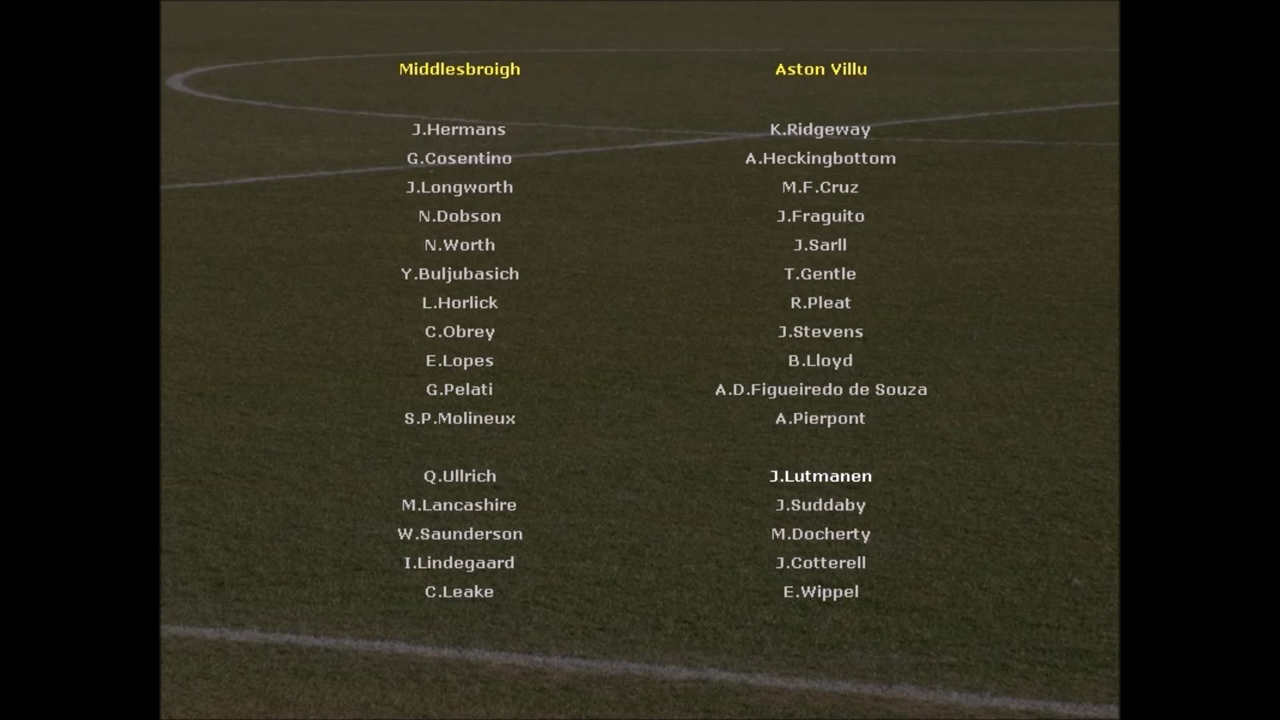 Middlesbroigh Aston Villu
J.Hermans K.Ridgeway
G.Cosentino A.Heckingbottom
J.Longworth M.F.Cruz
N.Dobson J.Fraguito
N.Worth J.Sarll
Y.Buljubasich T.Gentle
L.Horlick R.Pleat
C.Obrey J.Stevens
E.Lopes B.Lloyd
G.Pelati A.D.Figueiredo de Souza
S.P.Molineux A.Pierpont
Q.Ullrich J.Lutmanen
M.Lancashire J.Suddaby
W.Saunderson M.Docherty
I.Lindegaard J.Cotterell
C.Leake E.Wippel